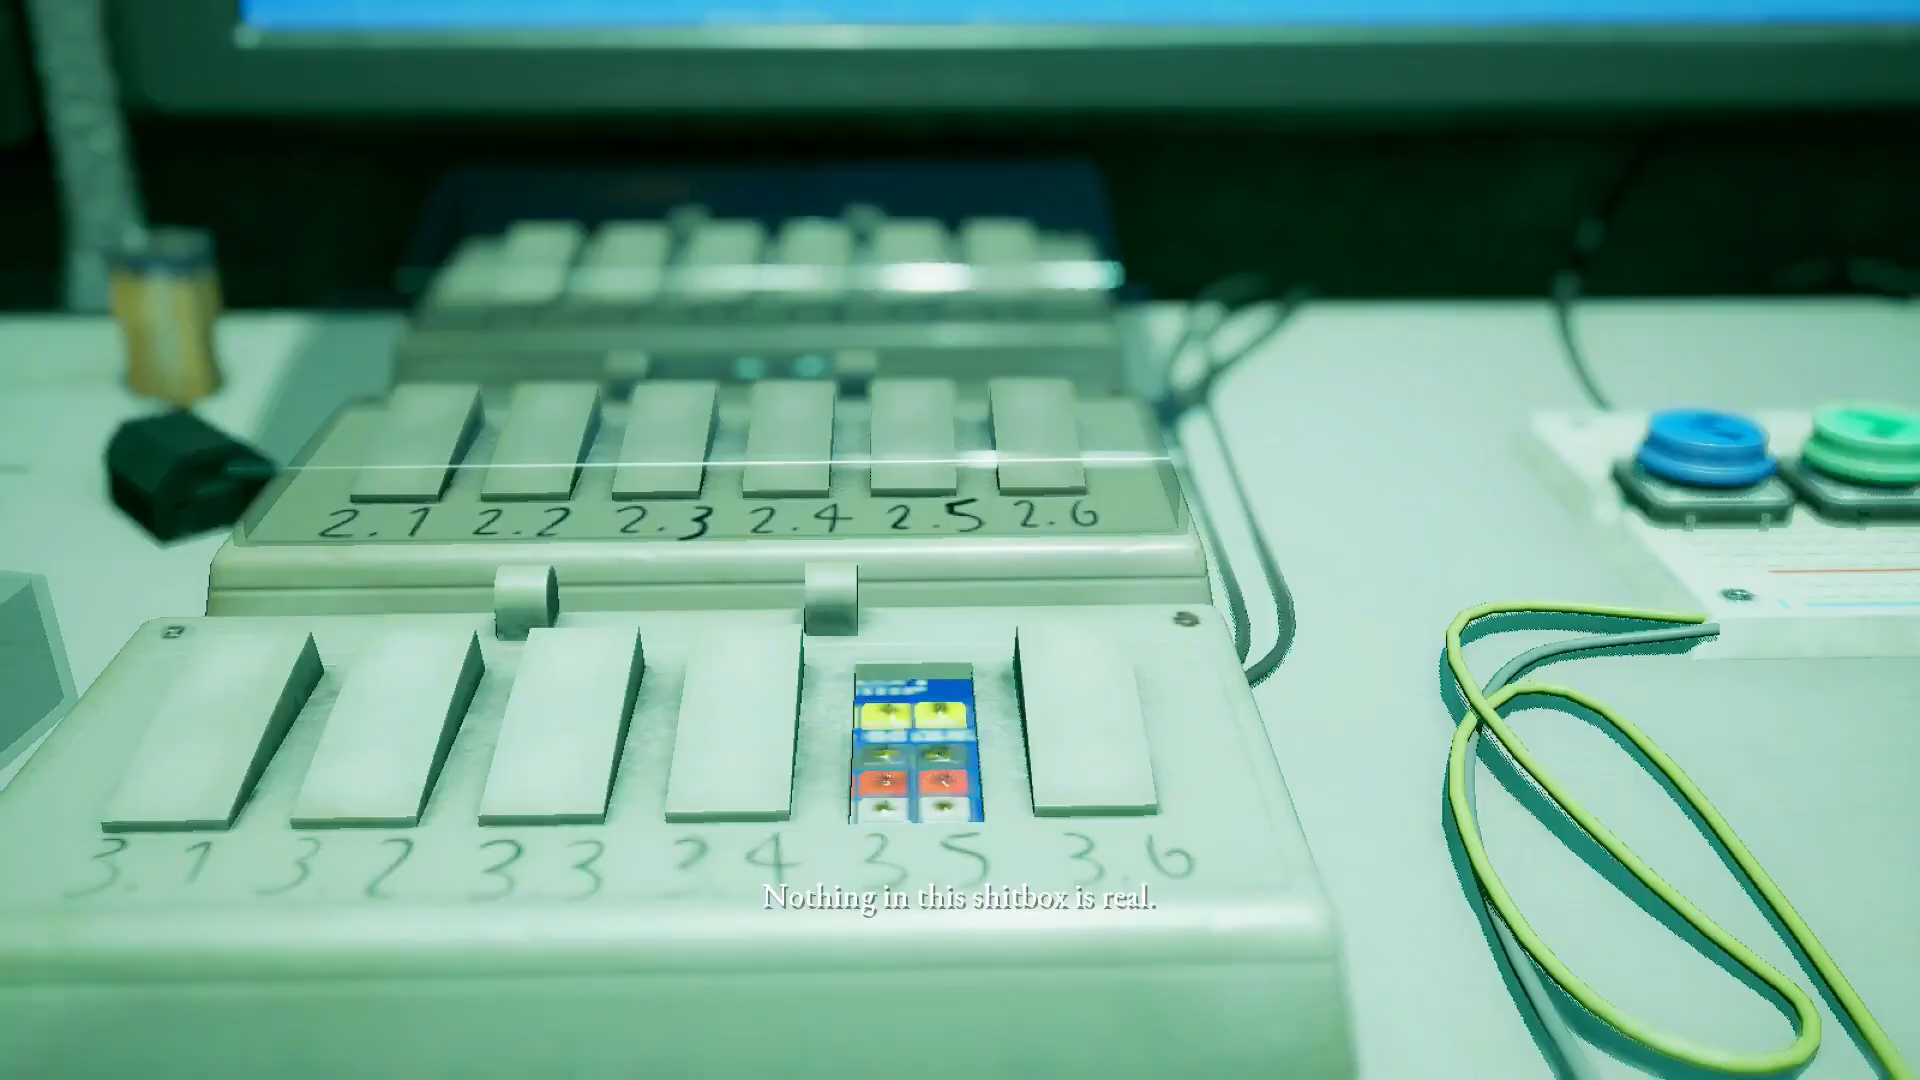 2.1 2.2 2.3 2.4 2.5 2.6
3.1 3.2 3 3 3 4 3 5 3.6
Nothing in this shitbox is real.